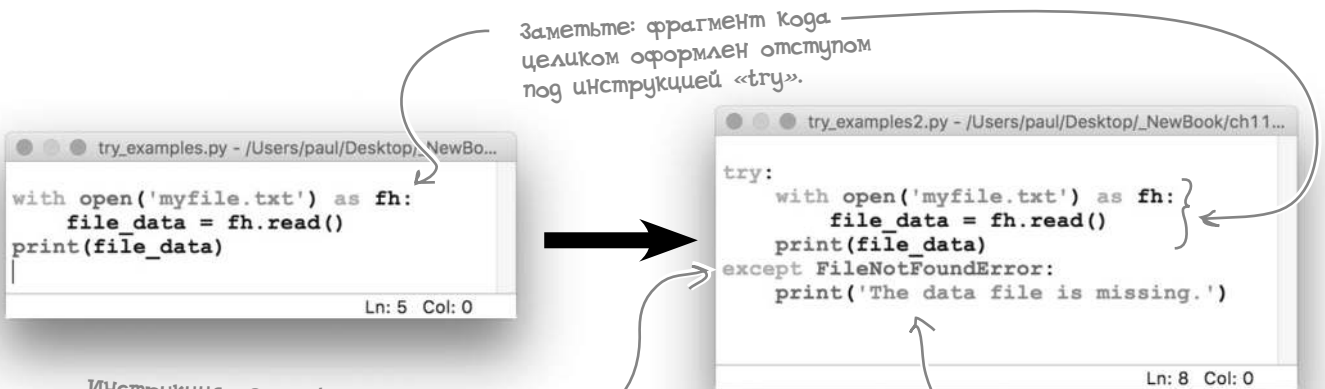 Заметьте: фрагмент кода
целиком оформлен отступом
под инструкцией «try».
try_examples.py - /Users/paul/Desktop/_NewBo...
with open('myfile.txt') as fh:
    file_data = fh.read()
print(file_data)
Ln: 5 Col: 0
try_examples2.py - /Users/paul/Desktop/_NewBook/ch11...
try:
    with open('myfile.txt') as fh:
        file_data = fh.read()
    print(file_data)
except FileNotFoundError:
    print('The data file is missing.')
Ln: 8 Col: 0